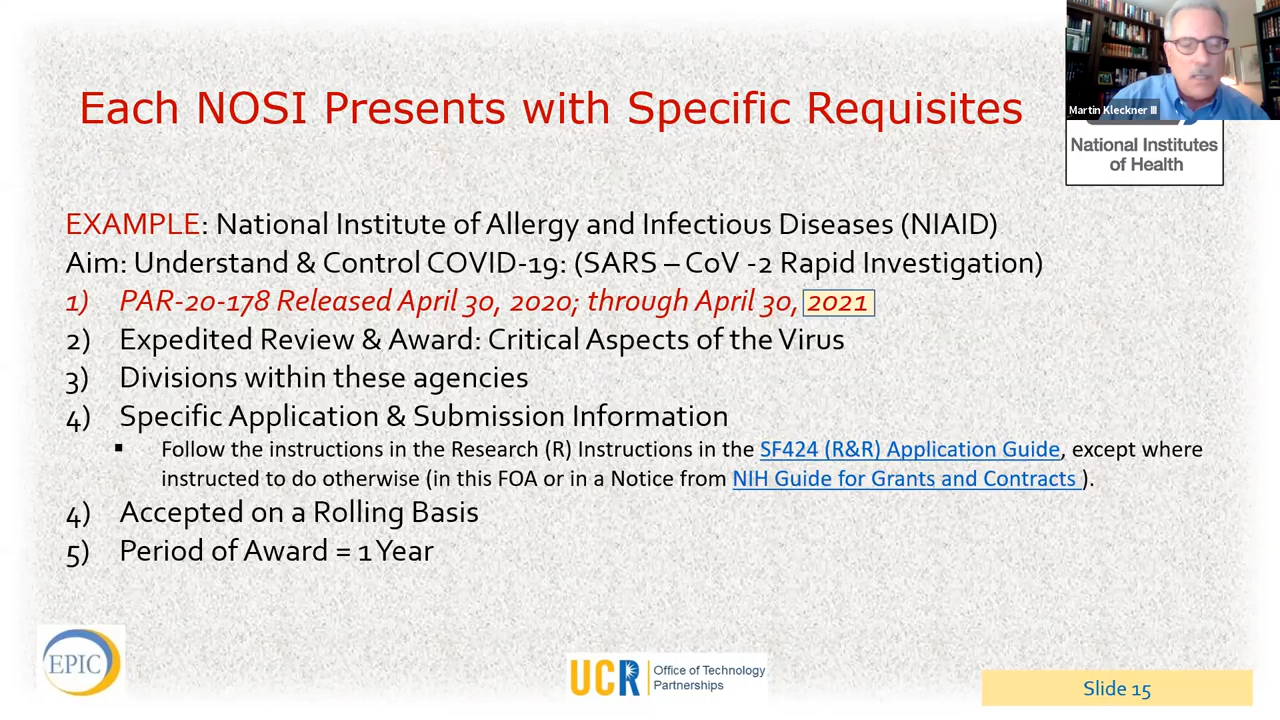 Each NOSI Presents with Specific Requisites
Martin Kleckner III
National Institutes
of Health
EXAMPLE: National Institute of Allergy and Infectious Diseases (NIAID)
Aim: Understand & Control COVID-19: (SARS – CoV -2 Rapid Investigation)
1) PAR-20-178 Released April 30, 2020; through April 30, 2021
2) Expedited Review & Award: Critical Aspects of the Virus
3) Divisions within these agencies
4) Specific Application & Submission Information
▪ Follow the instructions in the Research (R) Instructions in the SF424 (R&R) Application Guide, except where
instructed to do otherwise (in this FOA or in a Notice from NIH Guide for Grants and Contracts ).
4) Accepted on a Rolling Basis
5) Period of Award = 1 Year
EPIC
UCR
Office of Technology
Partnerships
Slide 15